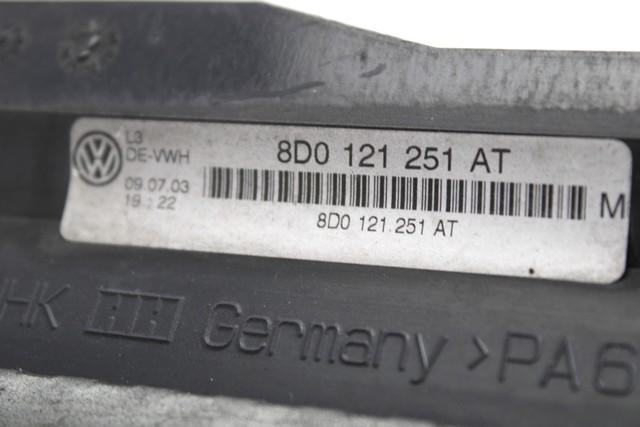 L3
DE-VWH
8D0 121 251 AT
09.07.03
19:22
M
8D0 121 251 AT
HK Germany >PA6